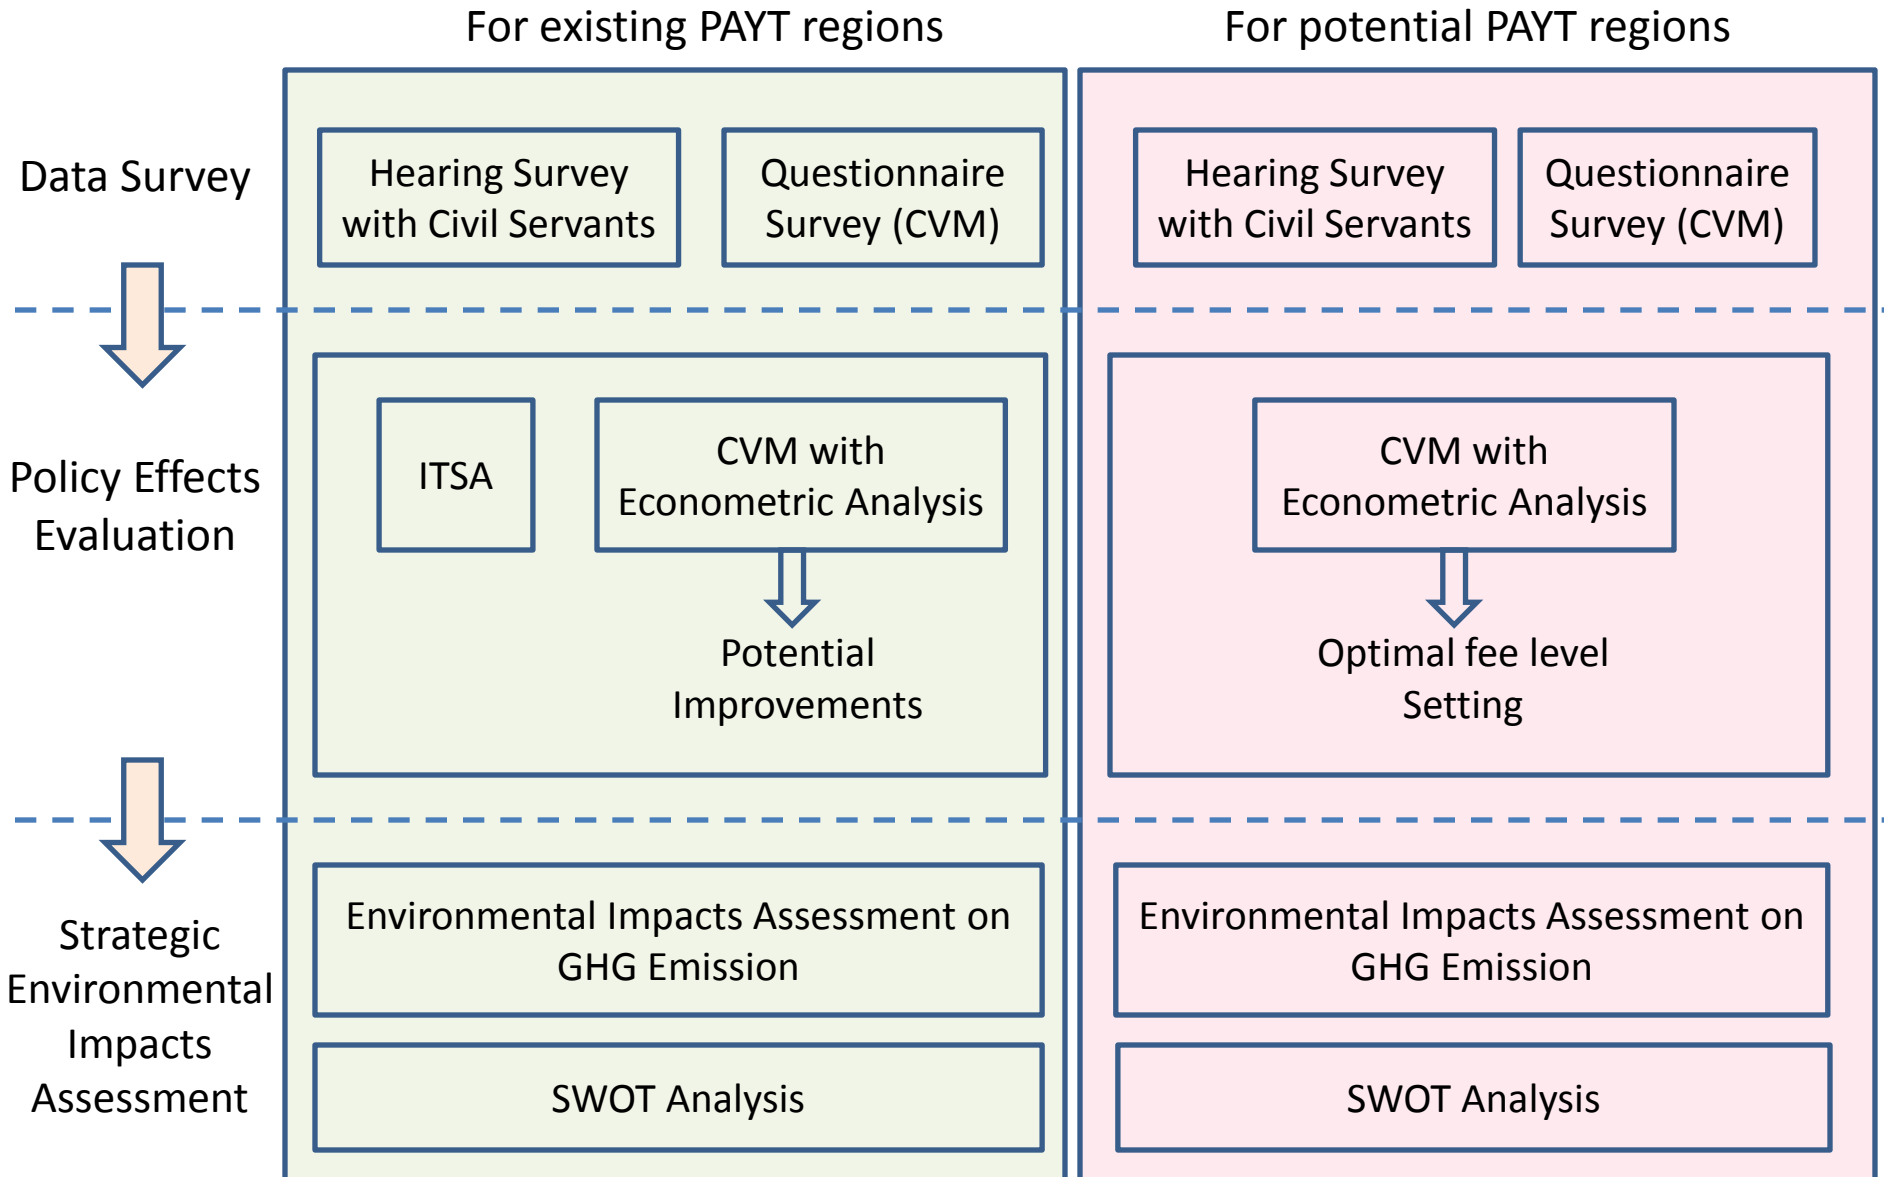 For existing PAYT regions
For potential PAYT regions
Data Survey
Hearing Survey
with Civil Servants
Questionnaire
Survey (CVM)
Hearing Survey
with Civil Servants
Questionnaire
Survey (CVM)
Policy Effects
Evaluation
ITSA
CVM with
Econometric Analysis
Potential
Improvements
CVM with
Econometric Analysis
Optimal fee level
Setting
Strategic
Environmental
Impacts
Assessment
Environmental Impacts Assessment on
GHG Emission
SWOT Analysis
Environmental Impacts Assessment on
GHG Emission
SWOT Analysis